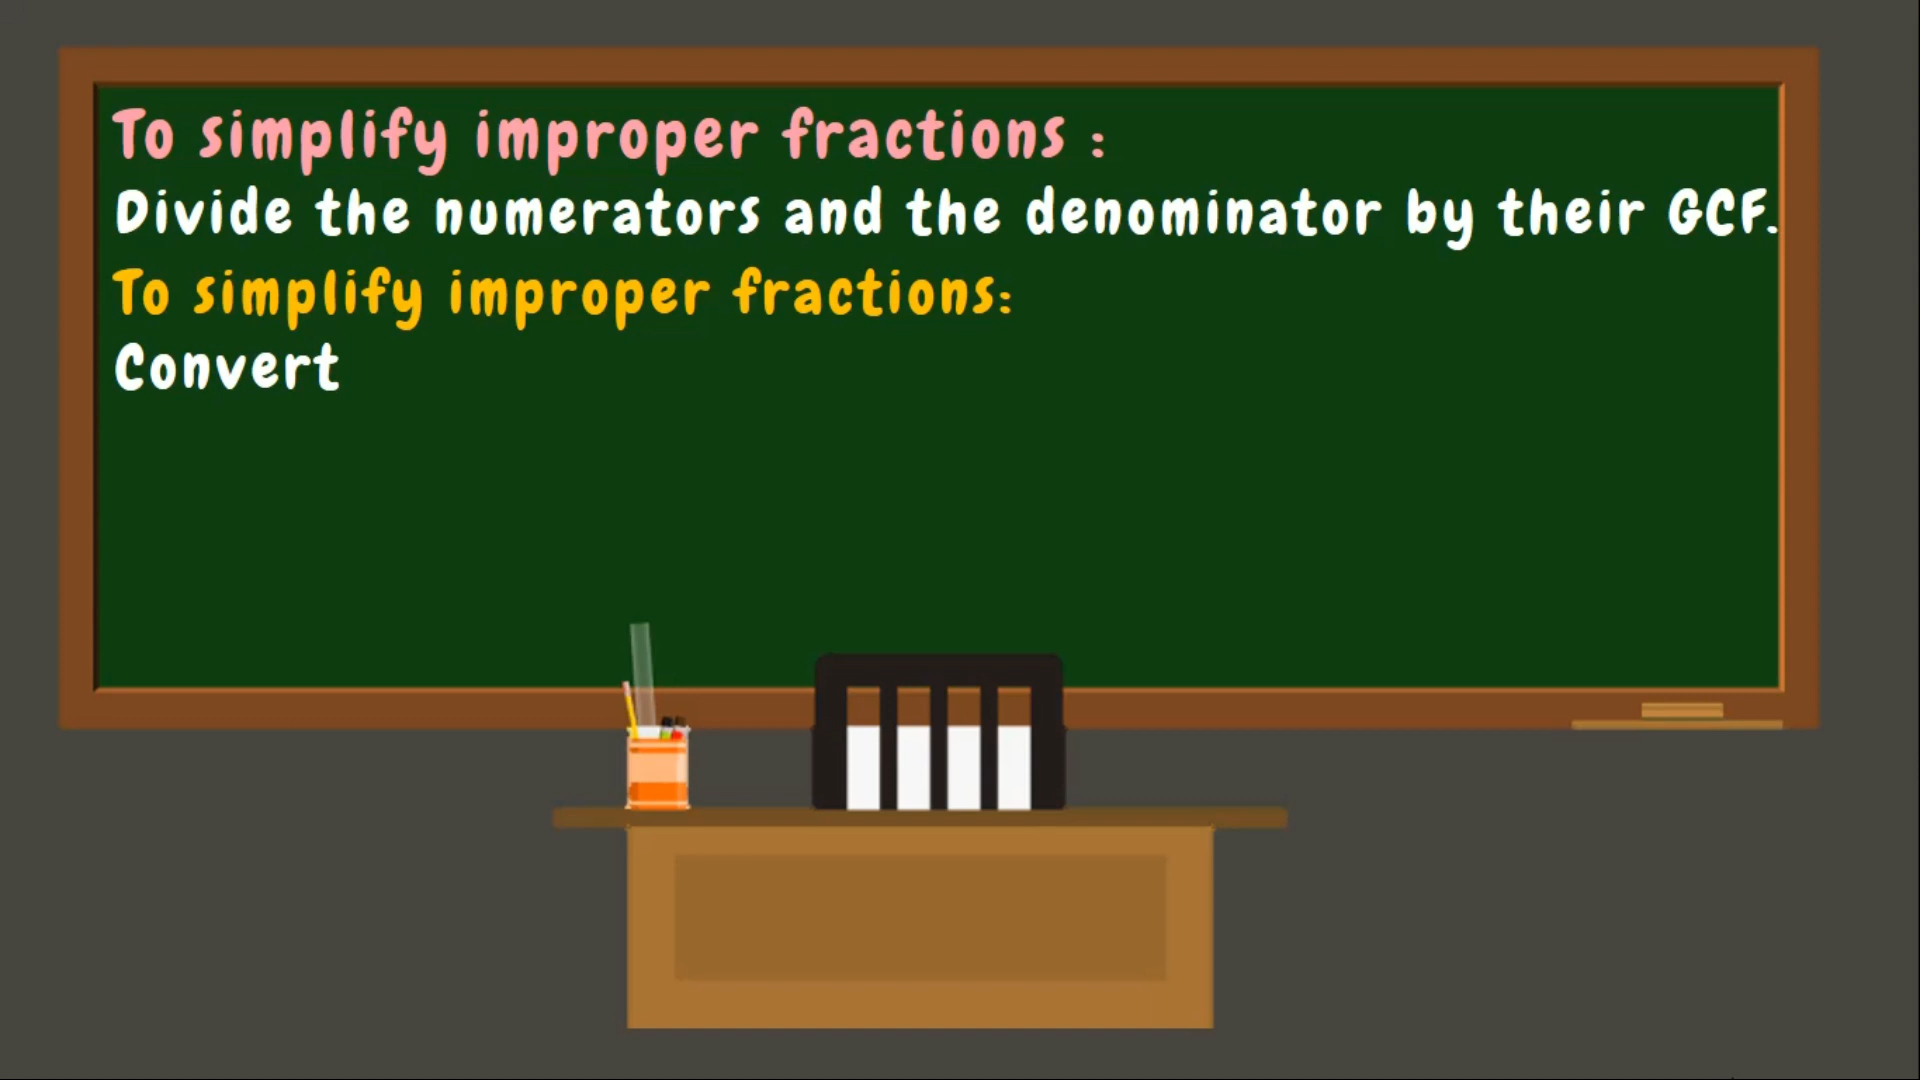 To simplify improper fractions :
Divide the numerators and the denominator by their GCF.
To simplify improper fractions:
Convert